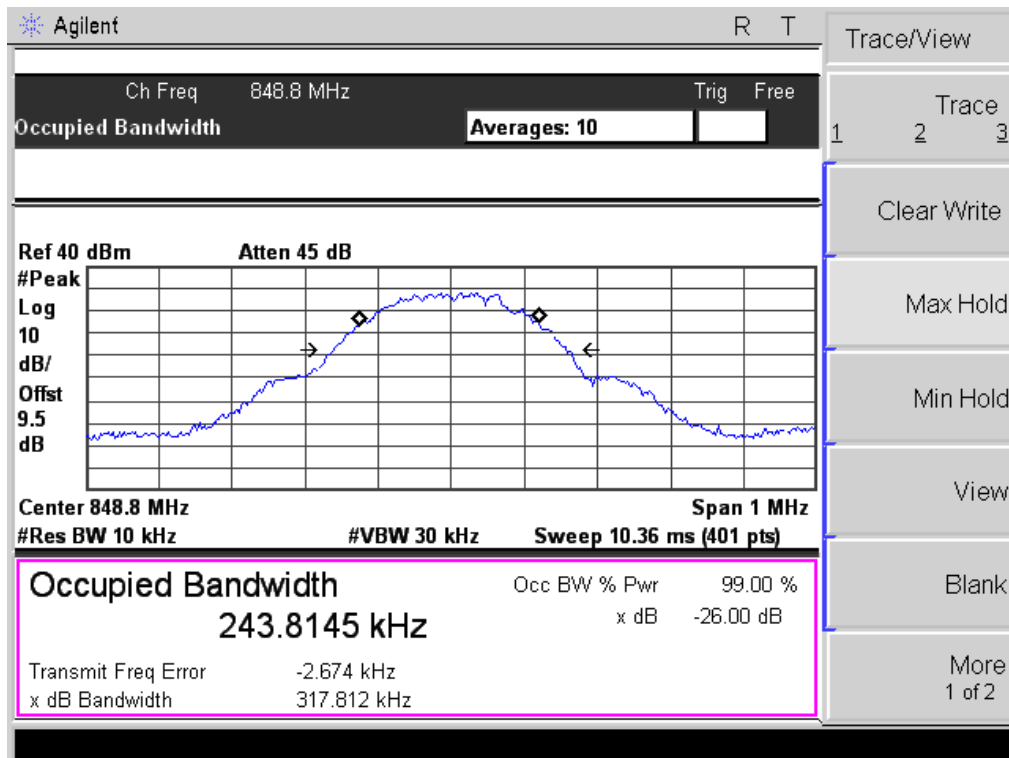 Agilent R T
Ch Freq 848.8 MHz Trig Free
Occupied Bandwidth Averages: 10
Ref 40 dBm Atten 45 dB
#Peak
Log
10
dB/
Offst
9.5
dB
Center 848.8 MHz Span 1 MHz
#Res BW 10 kHz #VBW 30 kHz Sweep 10.36 ms (401 pts)
Occupied Bandwidth Occ BW % Pwr 99.00 %
243.8145 kHz x dB -26.00 dB
Transmit Freq Error -2.674 kHz
x dB Bandwidth 317.812 kHz
Trace/View
Trace
1 2 3
Clear Write
Max Hold
Min Hold
View
Blank
More
1 of 2